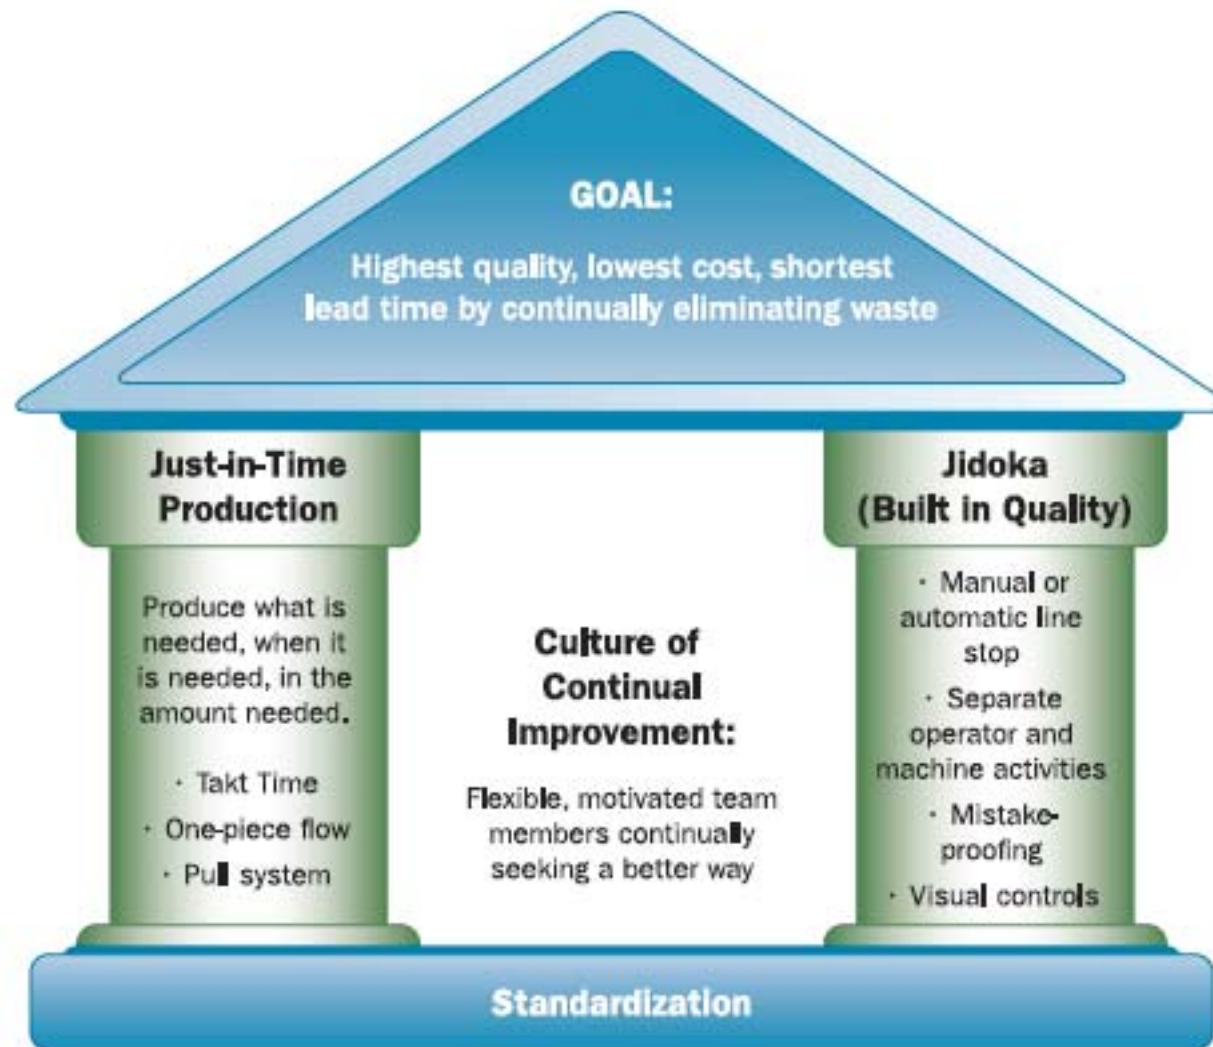 GOAL:
Highest quality, lowest cost, shortest
lead time by continually eliminating waste
Just-in-Time
Production
Produce what is
needed, when it
is needed, in the
amount needed.
· Takt Time
· One-piece flow
· Pull system
Culture of
Continual
Improvement:
Flexible, motivated team
members continually
seeking a better way
Jidoka
(Built in Quality)
· Manual or
automatic line
stop
· Separate
operator and
machine activities
· Mistake-
proofing
· Visual controls
Standardization